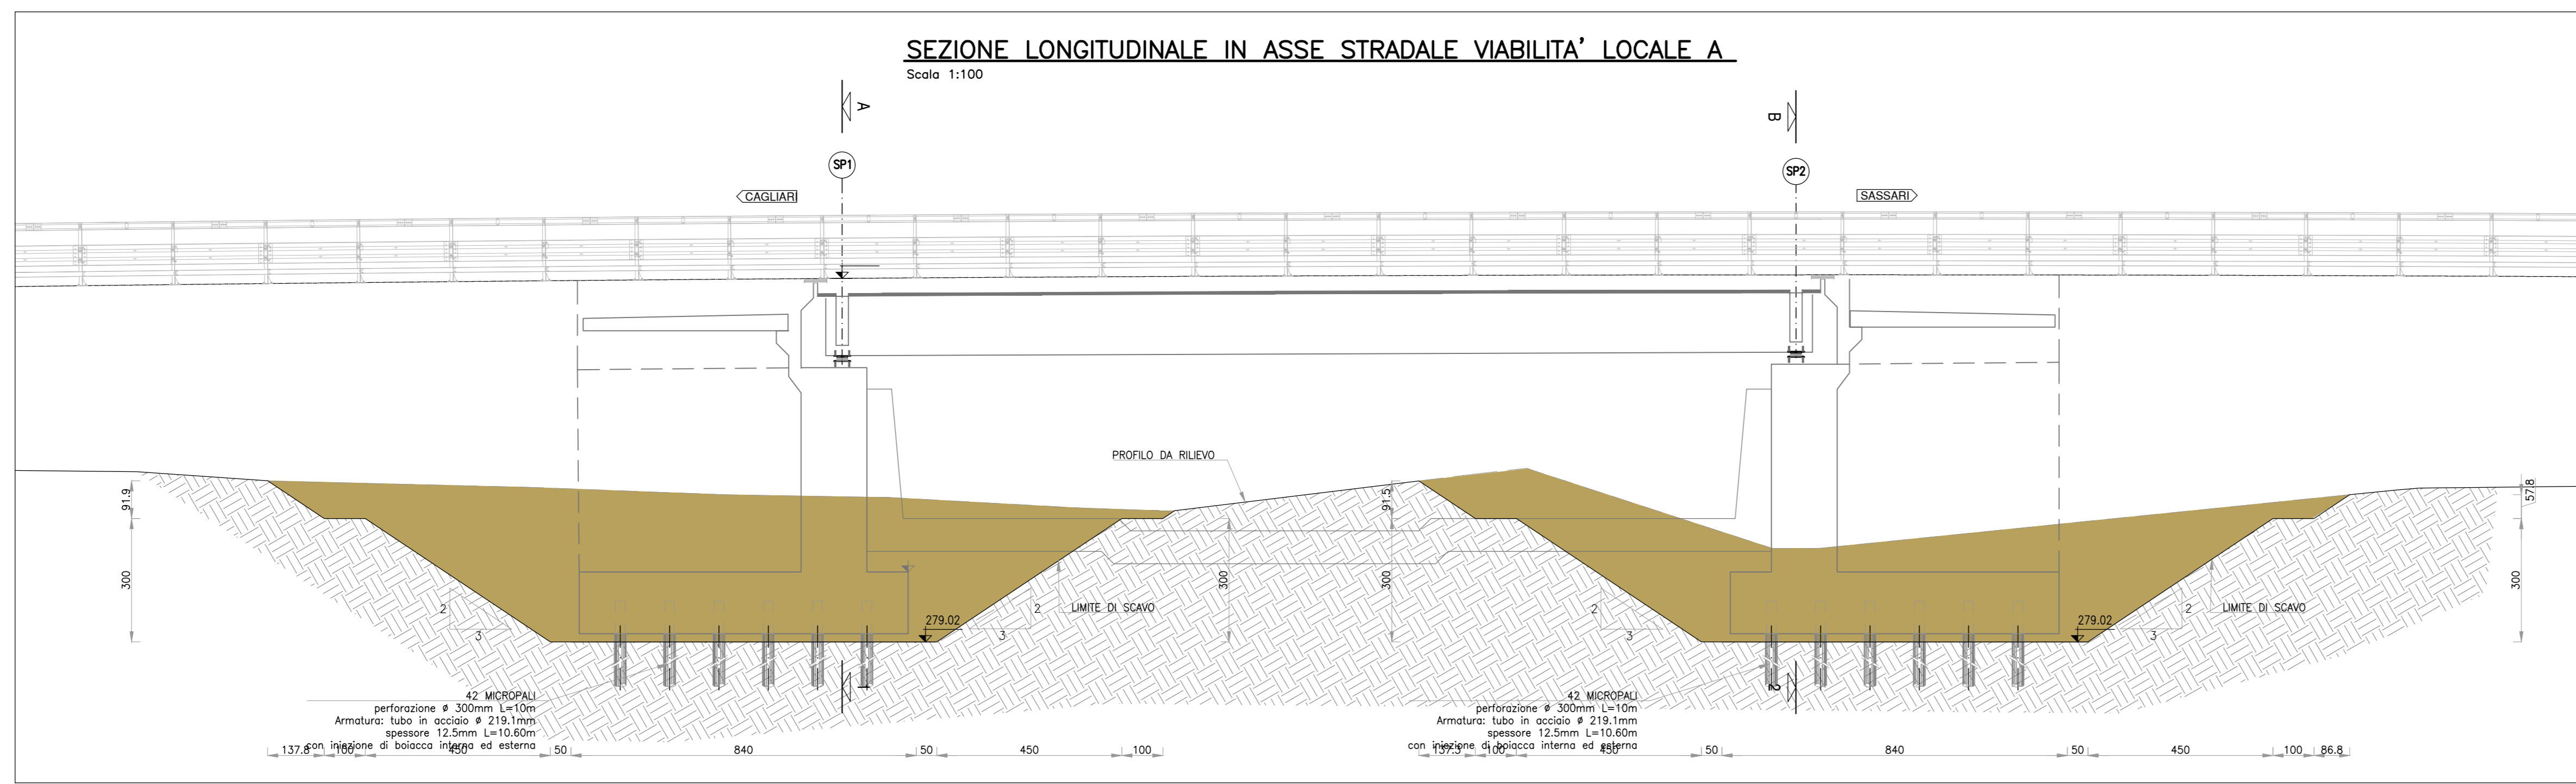 SEZIONE LONGITUDINALE IN ASSE STRADALE VIABILITA' LOCALE A
Scala 1:100
A
B
SP1
SP2
CAGLIARI
SASSARI
PROFILO DA RILIEVO
91.9
300
91.5
300
300
57.8
300
2
3
279.02
2
3
LIMITE DI SCAVO
2
3
279.02
2
3
LIMITE DI SCAVO
42 MICROPALI
perforazione ø 300mm L=10m
Armatura: tubo in acciaio ø 219.1mm
spessore 12.5mm L=10.60m
con iniezione di boiacca interna ed esterna
1
42 MICROPALI
perforazione ø 300mm L=10m
Armatura: tubo in acciaio ø 219.1mm
spessore 12.5mm L=10.60m
con iniezione di boiacca interna ed esterna
2
137.8 100 450 50 840 50 450 100
137.3 100 450 50 840 50 450 100 86.8